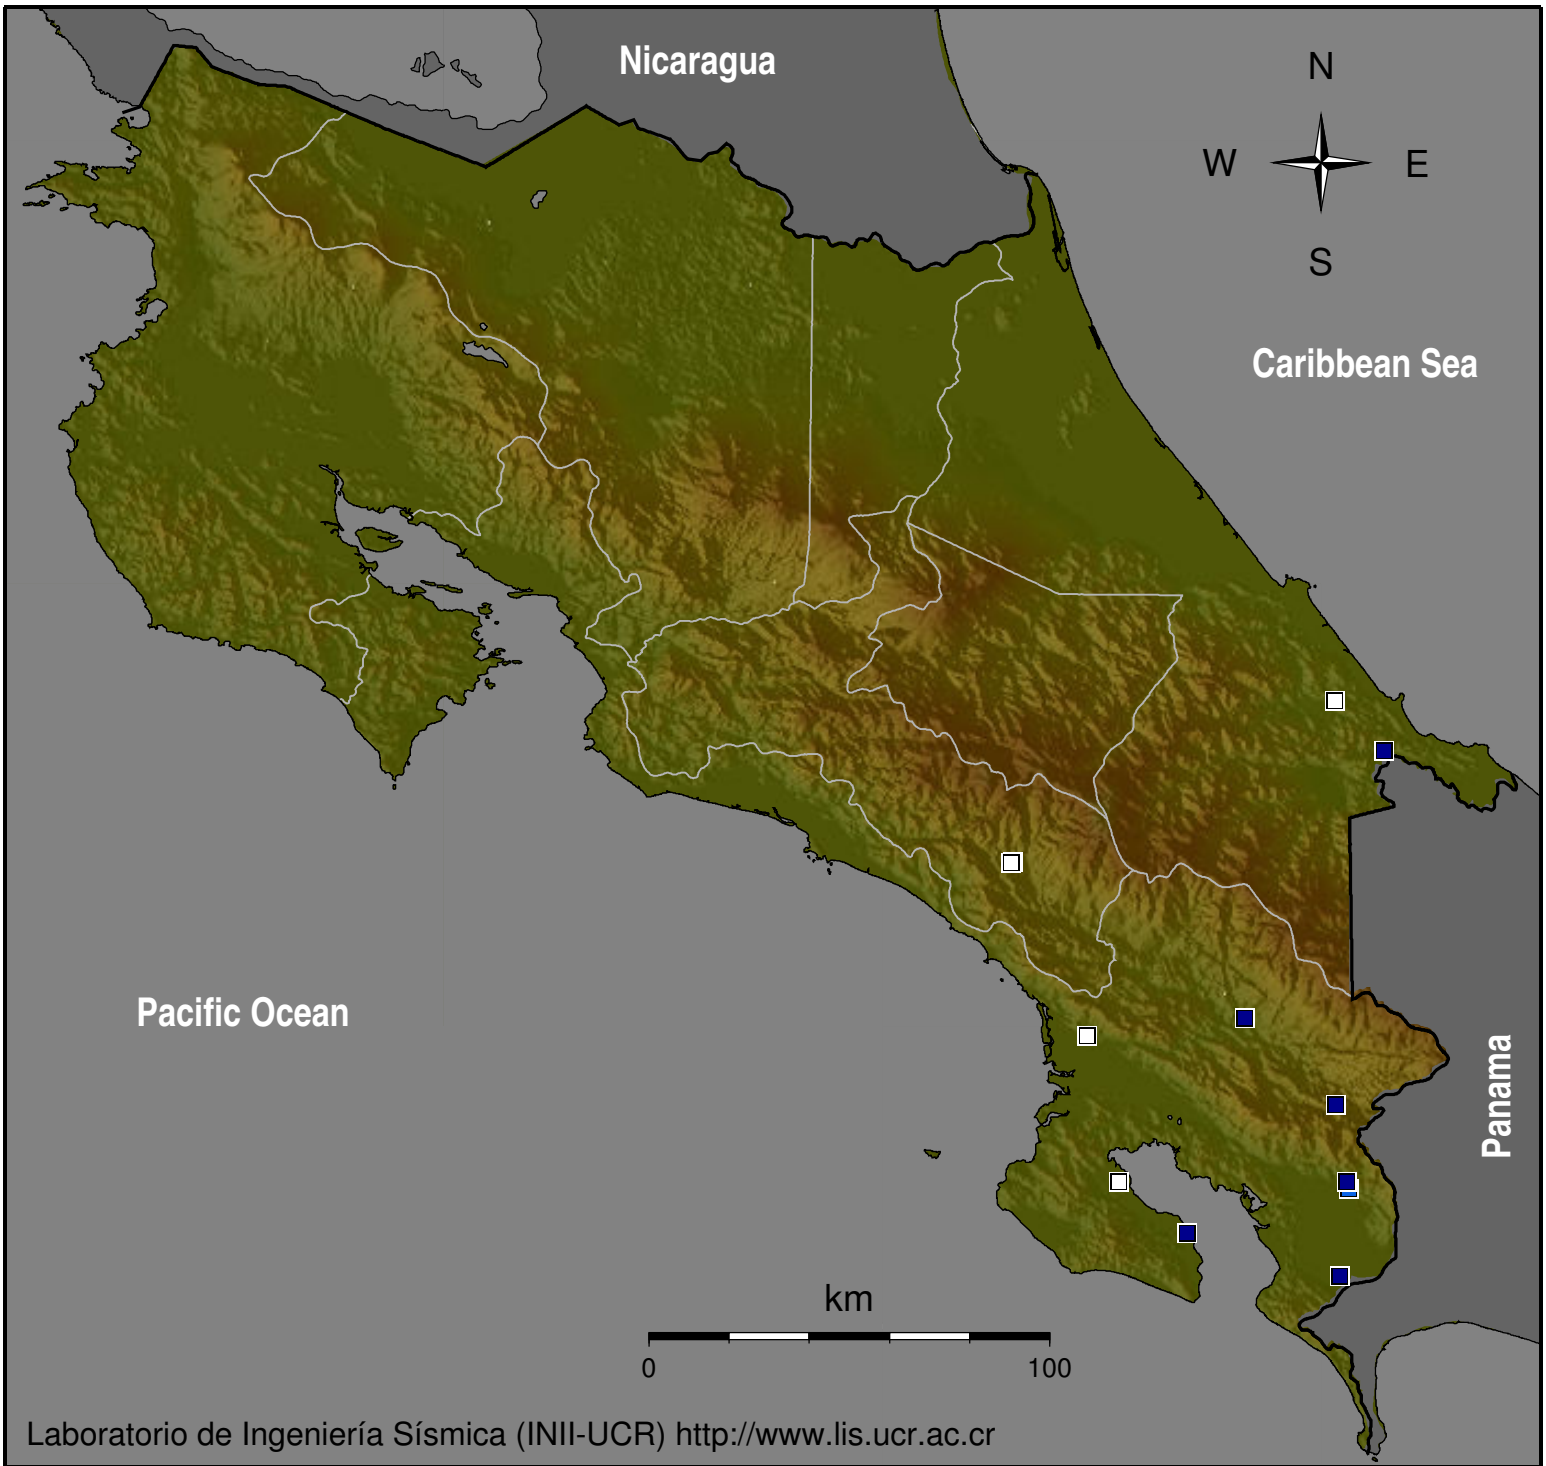 Nicaragua
N
W E
S
Caribbean Sea
Pacific Ocean
Panama
km
0 100
Laboratorio de Ingeniería Sísmica (INII-UCR) http://www.lis.ucr.ac.cr